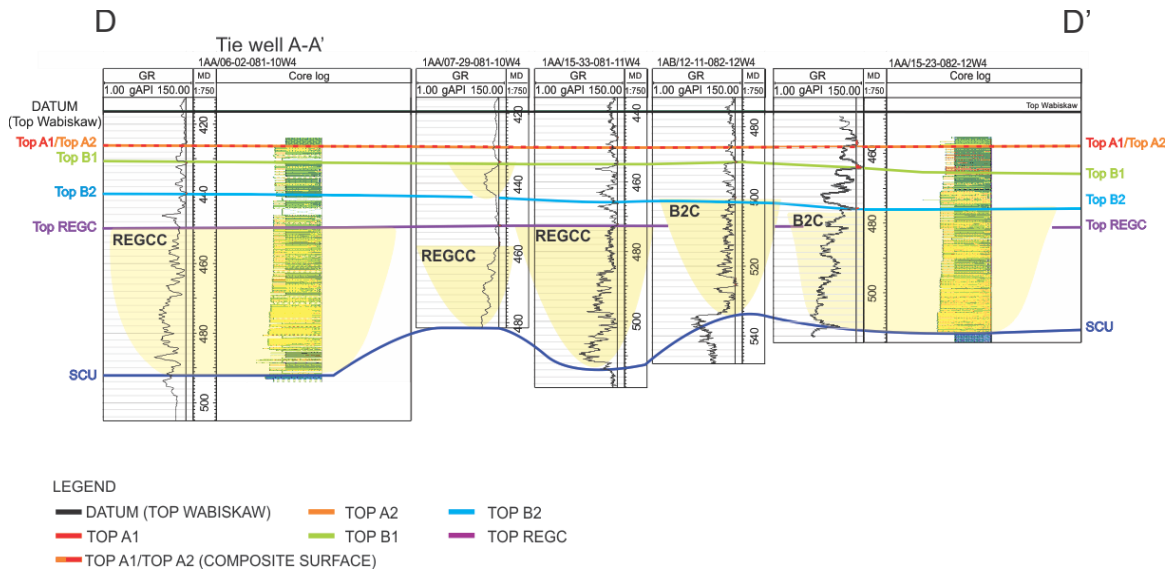 D D'
Tie well A-A'
1AA/06-02-081-10W4 1AA/07-29-081-10W4 1AA/15-33-081-11W4 1AB/12-11-082-12W4 1AA/15-23-082-12W4
GR MD Core log GR MD GR MD GR MD GR MD Core log
1.00 gAPI 150.00 1:750 1.00 gAPI 150.00 1:750 1.00 gAPI 150.00 1:750 1.00 gAPI 150.00 1:750 1.00 gAPI 150.00 1:750
DATUM
(Top Wabiskaw)
Top Wabiskaw
420 420 440 480
Top A1/Top A2 Top A1/Top A2
460
Top B1 Top B1
440 440 460 500
Top B2 Top B2
480
Top REGC Top REGC
REGCC REGCC REGCC B2C B2C
460 460 480 520 500
480 480 500 540
SCU SCU
500
LEGEND
DATUM (TOP WABISKAW) TOP A2 TOP B2
TOP A1 TOP B1 TOP REGC
TOP A1/TOP A2 (COMPOSITE SURFACE)